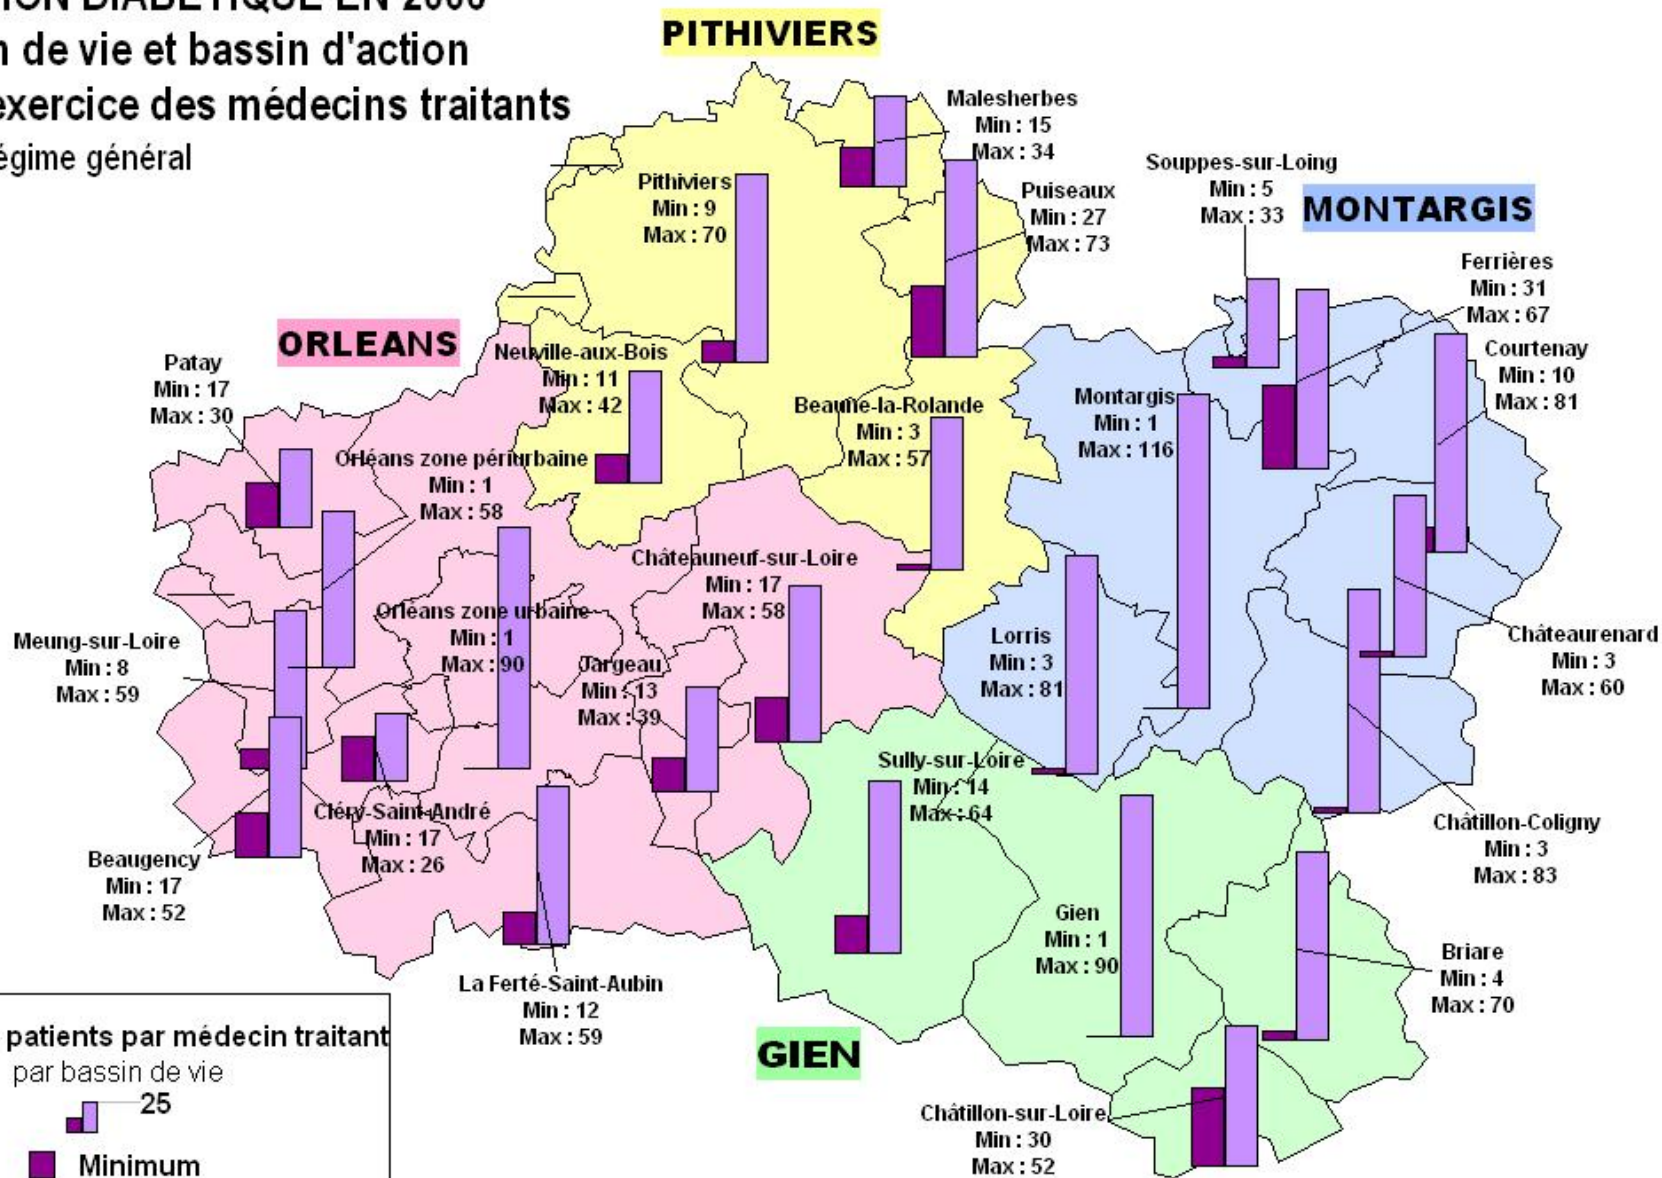 n de vie et bassin d'action
exercice des médecins traitants
égime général
PITHIVIERS
Malesherbes
Min : 15
Max : 34
Pithiviers
Min : 9
Max : 70
Puiseaux
Min : 27
Max : 73
Souppes-sur-Loing
Min : 5
Max : 33
MONTARGIS
Ferrières
Min : 31
Max : 67
Courtenay
Min : 10
Max : 81
ORLEANS
Patay
Min : 17
Max : 30
Neuville-aux-Bois
Min : 11
Max : 42
Beaune-la-Rolande
Min : 3
Max : 57
Montargis
Min : 1
Max : 116
Orléans zone périurbaine
Min : 1
Max : 58
Châteauneuf-sur-Loire
Min : 17
Max : 58
Orléans zone urbaine
Min : 1
Max : 90
Meung-sur-Loire
Min : 8
Max : 59
Jargeau
Min : 13
Max : 39
Lorris
Min : 3
Max : 81
Châteaurenard
Min : 3
Max : 60
Sully-sur-Loire
Min : 14
Max : 64
Cléry-Saint-André
Min : 17
Max : 26
Châtillon-Coligny
Min : 3
Max : 83
Beaugency
Min : 17
Max : 52
Gien
Min : 1
Max : 90
Briare
Min : 4
Max : 70
La Ferté-Saint-Aubin
Min : 12
Max : 59
GIEN
Châtillon-sur-Loire
Min : 30
Max : 52
patients par médecin traitant
par bassin de vie
25
Minimum